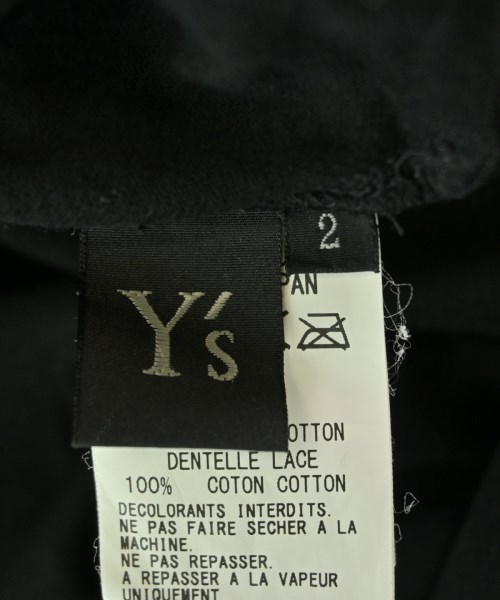 2
Y's
PAN
OTTON
DENTELLE LACE
100% COTON COTTON
DECOLORANTS INTERDITS.
NE PAS FAIRE SECHER A LA
MACHINE.
NE PAS REPASSER.
A REPASSER A LA VAPEUR
UNIQUEMENT